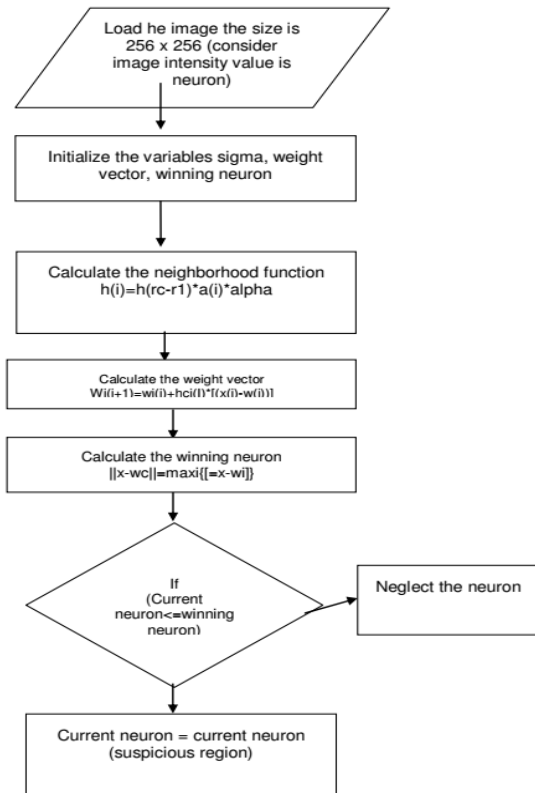 Load he image the size is
256 x 256 (consider
image intensity value is
neuron)
Initialize the variables sigma, weight
vector, winning neuron
Calculate the neighborhood function
h(i)=h(rc-r1)*a(i)*alpha
Calculate the weight vector
Wi(i+1)=wi(i)+hci(I)*[(x(i)-w(i))]
Calculate the winning neuron
||x-wc||=maxi{[=x-wi]}
If
(Current
neuron<=winning
neuron)
Neglect the neuron
Current neuron = current neuron
(suspicious region)